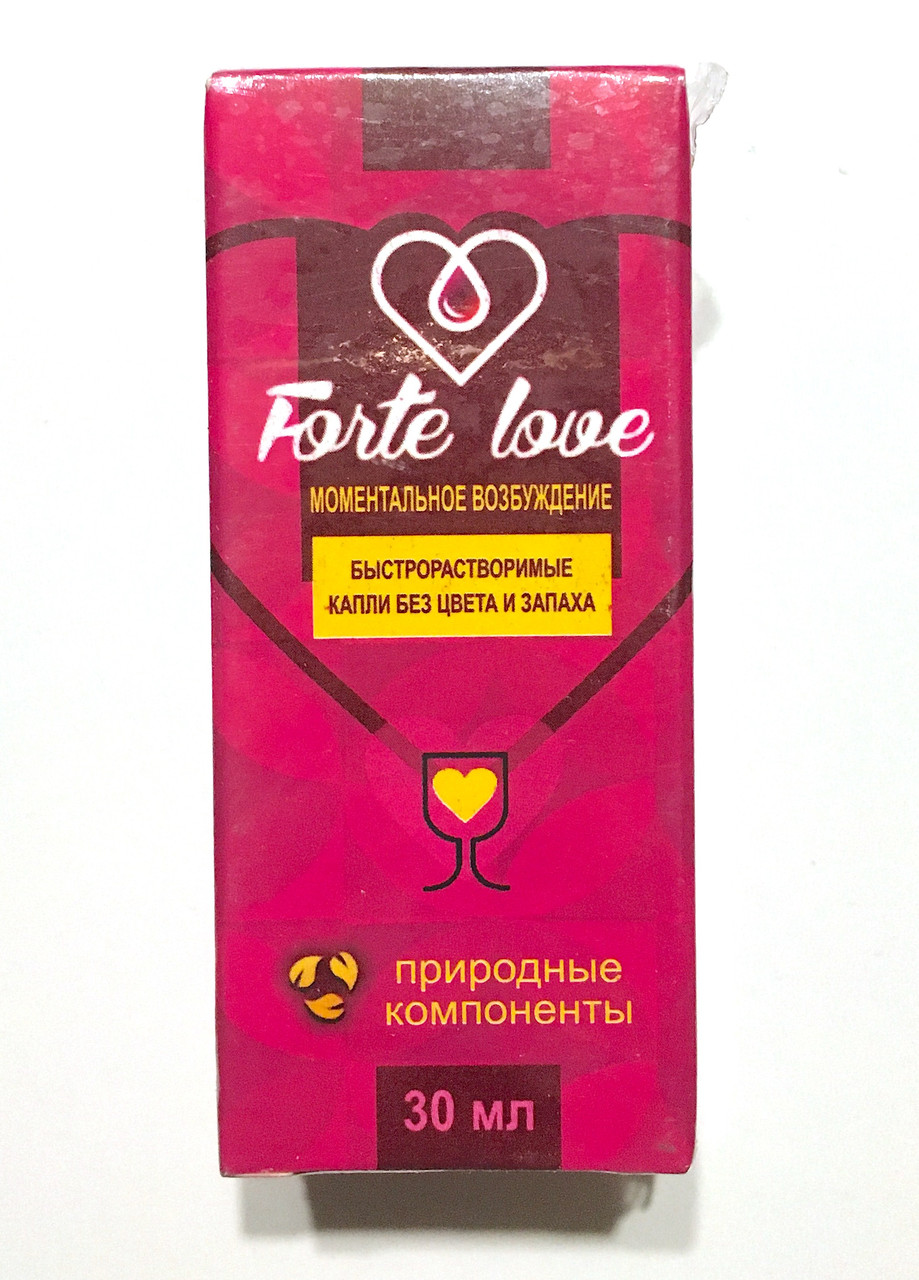 Forte love
МОМЕНТАЛЬНОЕ ВОЗБУЖДЕНИЕ
БЫСТРОРАСТВОРИМЫЕ
КАПЛИ БЕЗ ЦВЕТА И ЗАПАХА
природные
компоненты
30 мл